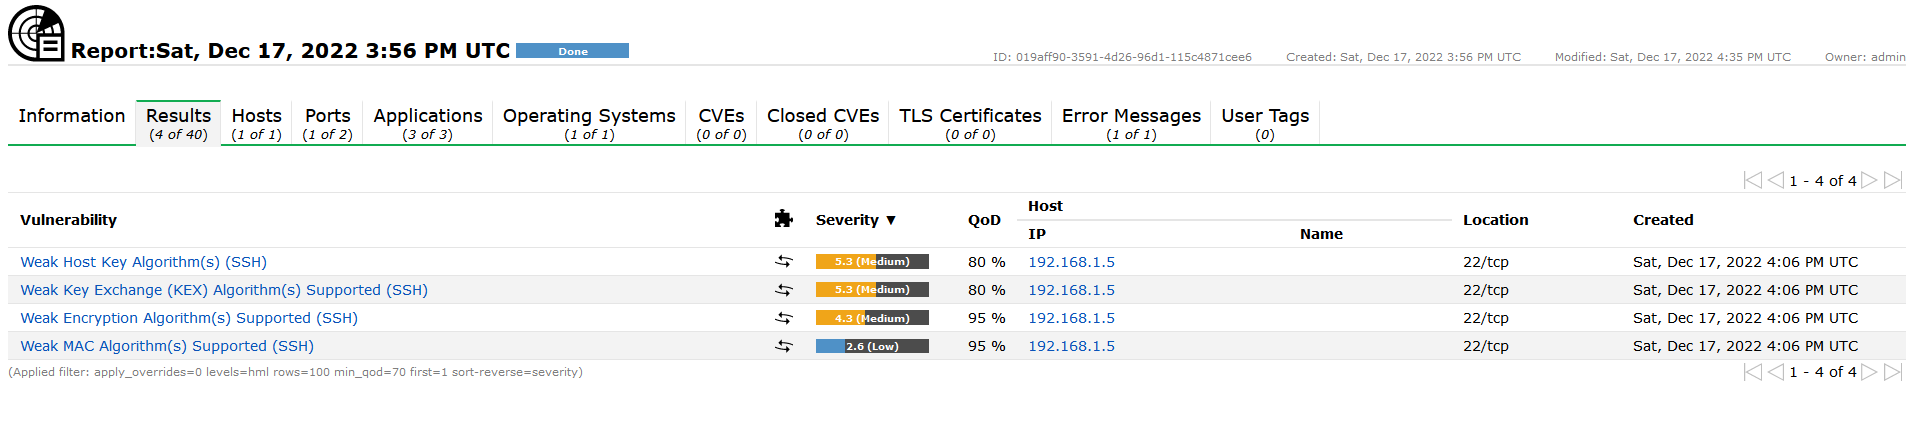 Report:Sat, Dec 17, 2022 3:56 PM UTC Done
ID: 019aff90-3591-4d26-96d1-115c4871cee6 Created: Sat, Dec 17, 2022 3:56 PM UTC Modified: Sat, Dec 17, 2022 4:35 PM UTC Owner: admin
Information Results Hosts Ports Applications Operating Systems CVEs Closed CVEs TLS Certificates Error Messages User Tags
(4 of 40) (1 of 1) (1 of 2) (3 of 3) (1 of 1) (0 of 0) (0 of 0) (0 of 0) (1 of 1) (0)
1 - 4 of 4
Vulnerability Severity ▼ QoD Host Location Created
IP Name
Weak Host Key Algorithm(s) (SSH) 5.3 (Medium) 80 % 192.168.1.5 22/tcp Sat, Dec 17, 2022 4:06 PM UTC
Weak Key Exchange (KEX) Algorithm(s) Supported (SSH) 5.3 (Medium) 80 % 192.168.1.5 22/tcp Sat, Dec 17, 2022 4:06 PM UTC
Weak Encryption Algorithm(s) Supported (SSH) 4.3 (Medium) 95 % 192.168.1.5 22/tcp Sat, Dec 17, 2022 4:06 PM UTC
Weak MAC Algorithm(s) Supported (SSH) 2.6 (Low) 95 % 192.168.1.5 22/tcp Sat, Dec 17, 2022 4:06 PM UTC
(Applied filter: apply_overrides=0 levels=hml rows=100 min_qod=70 first=1 sort-reverse=severity) 1 - 4 of 4